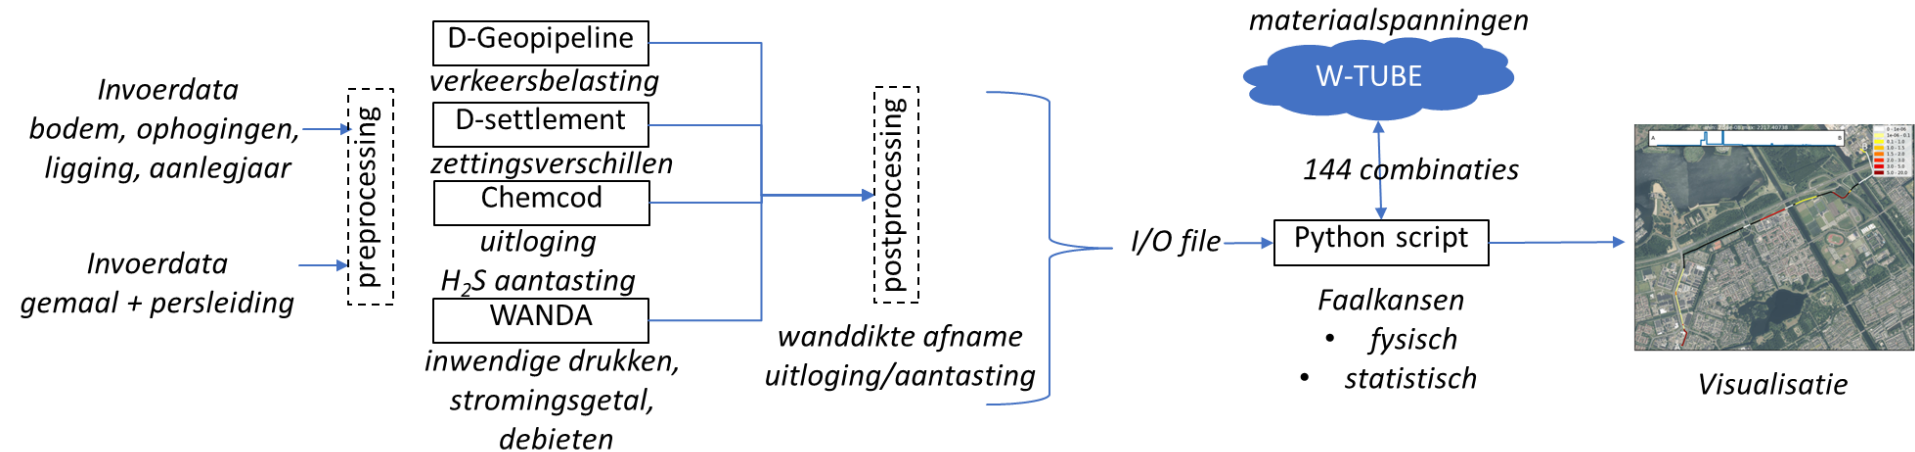 Invoerdata
bodem, ophogingen,
ligging, aanlegjaar
Invoerdata
gemaal + persleiding
preprocessing
D-Geopipeline
verkeersbelasting
D-settlement
zettingsverschillen
Chemcod
uitloging
H₂S aantasting
WANDA
inwendige drukken,
stromingsgetal,
debieten
postprocessing
wanddikte afname
uitloging/aantasting
I/O file
materiaalspanningen
W-TUBE
144 combinaties
Python script
Faalkansen
• fysisch
• statistisch
A
B
Visualisatie